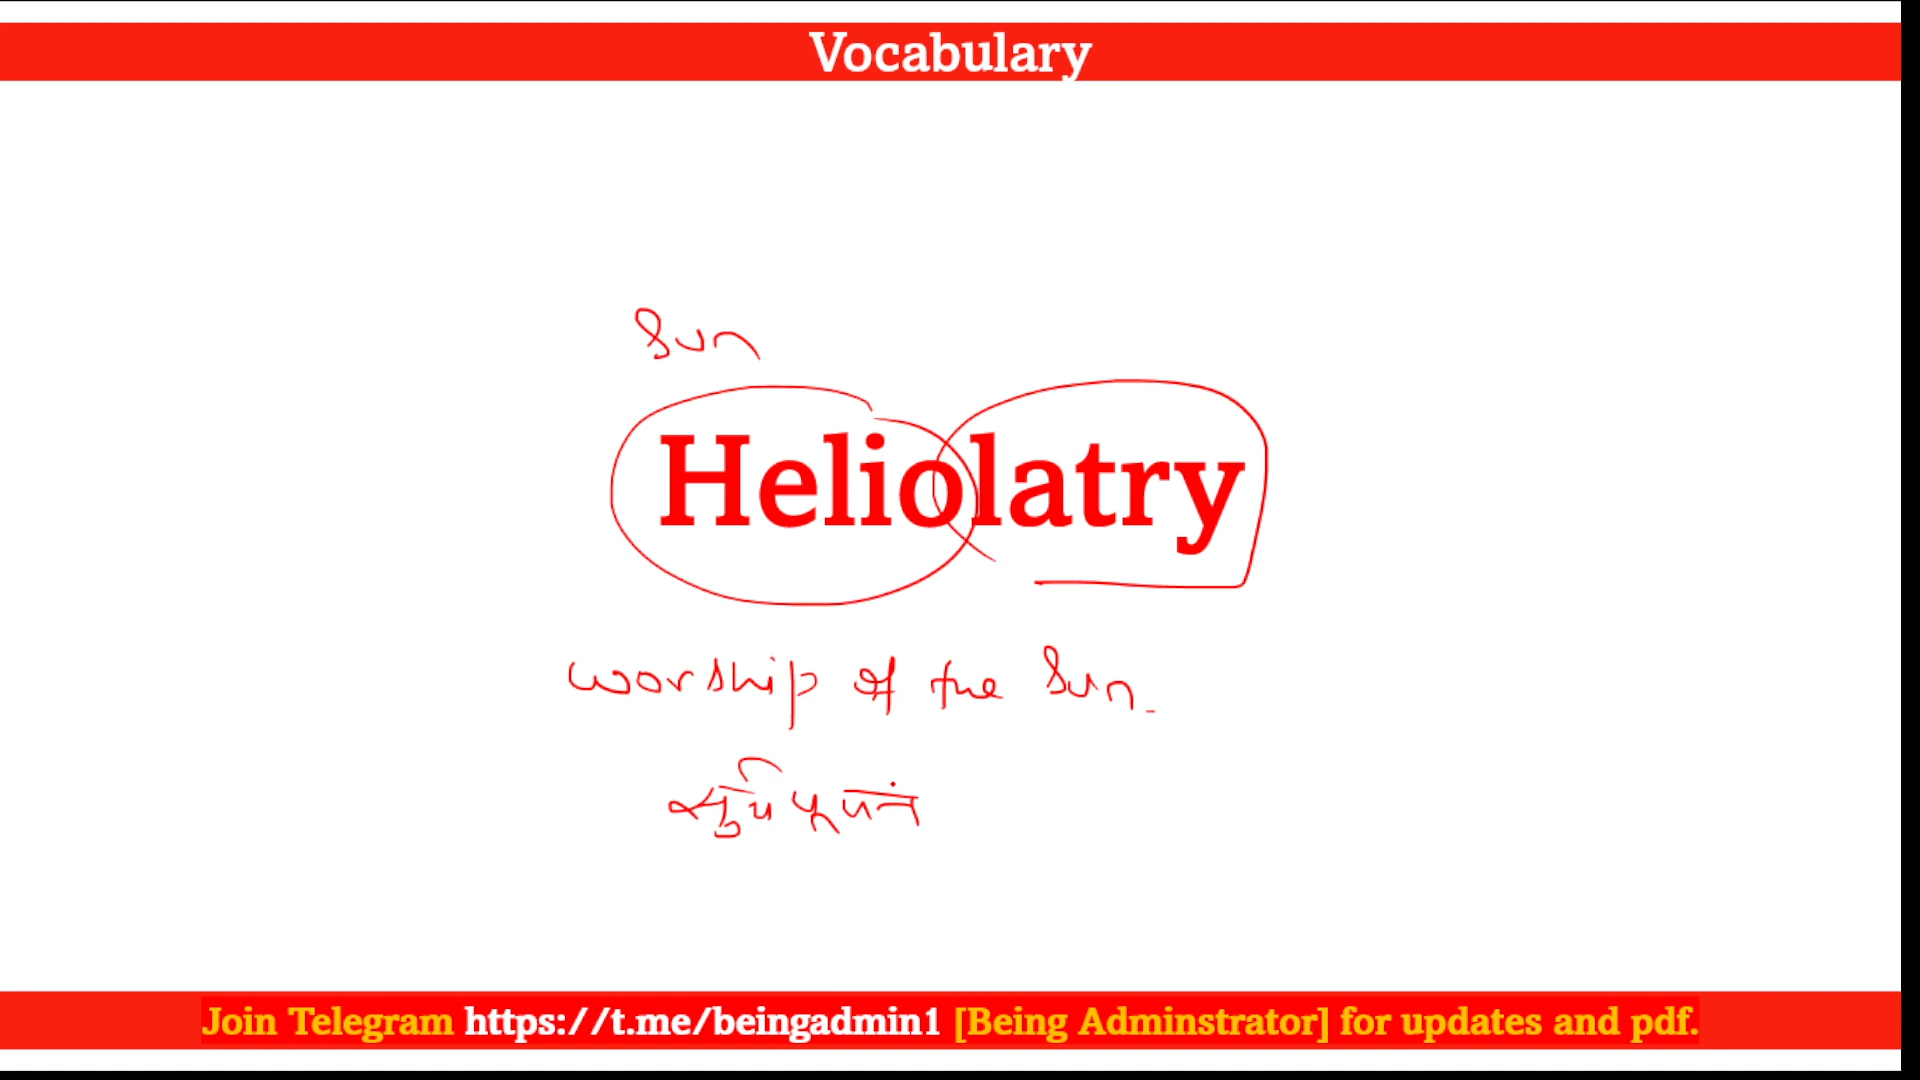 Vocabulary
Sun
Heliolatry
worship of the Sun.
सूर्य पूजन
Join Telegram https://t.me/beingadmin1 [Being Adminstrator] for updates and pdf.